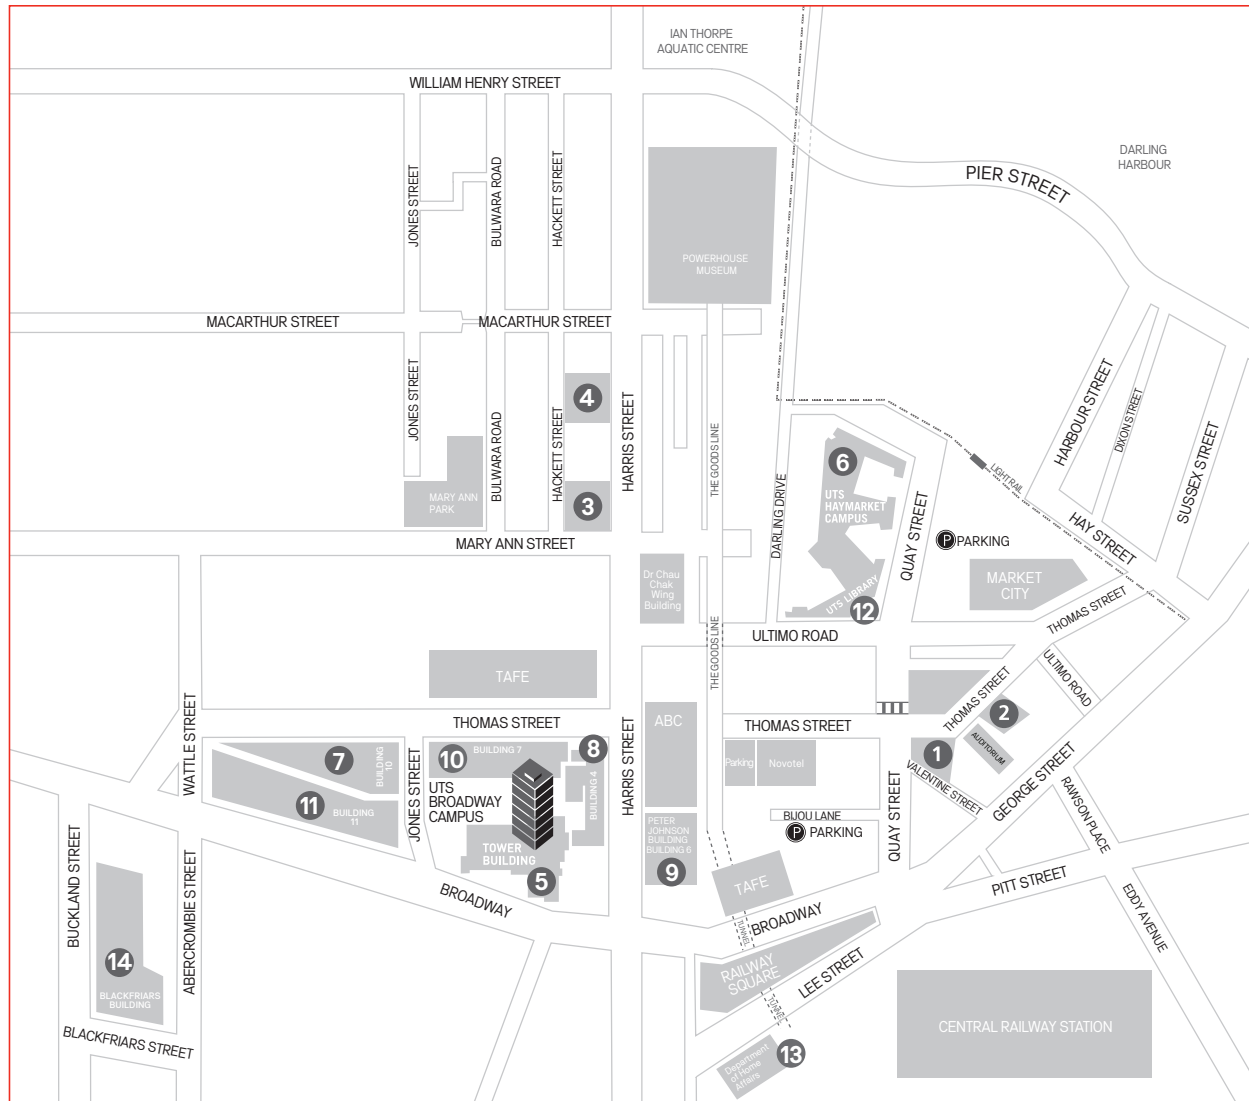 IAN THORPE
AQUATIC CENTRE
WILLIAM HENRY STREET
DARLING
HARBOUR
PIER STREET
JONES STREET
BULWARA ROAD
HACKETT STREET
POWERHOUSE
MUSEUM
MACARTHUR STREET
MACARTHUR STREET
JONES STREET
BULWARA ROAD
HACKETT STREET
4
3
HARRIS STREET
THE GOODS LINE
DARLING DRIVE
MARY ANN
PARK
6
UTS
HAYMARKET
CAMPUS
UTS LIBRARY
12
QUAY STREET
LIGHT RAIL
HARBOUR STREET
DIXON STREET
SUSSEX STREET
HAY STREET
P PARKING
MARKET
CITY
MARY ANN STREET
Dr Chau
Chak
Wing
Building
THOMAS STREET
ULTIMO ROAD
THE GOODS LINE
ULTIMO ROAD
TAFE
WATTLE STREET
THOMAS STREET
HARRIS STREET
ABC
THOMAS STREET
THOMAS STREET
2
AUDITORIUM
1
VALENTINE STREET
GEORGE STREET
7
BUILDING
10
11
BUILDING
11
JONES STREET
10
BUILDING 7
8
BUILDING 4
UTS
BROADWAY
CAMPUS
TOWER
BUILDING
5
Parking
Novotel
BIJOU LANE
P PARKING
QUAY STREET
RAWSON PLACE
PETER
JOHNSON
BUILDING
BUILDING 6
9
TAFE
PITT STREET
EDDY AVENUE
BUCKLAND STREET
ABERCROMBIE STREET
BROADWAY
BROADWAY
TUNNEL
RAILWAY
SQUARE
LEE STREET
14
BLACKFRIARS
BUILDING
BLACKFRIARS STREET
TUNNEL
CENTRAL RAILWAY STATION
Department
of Home
Affairs
13